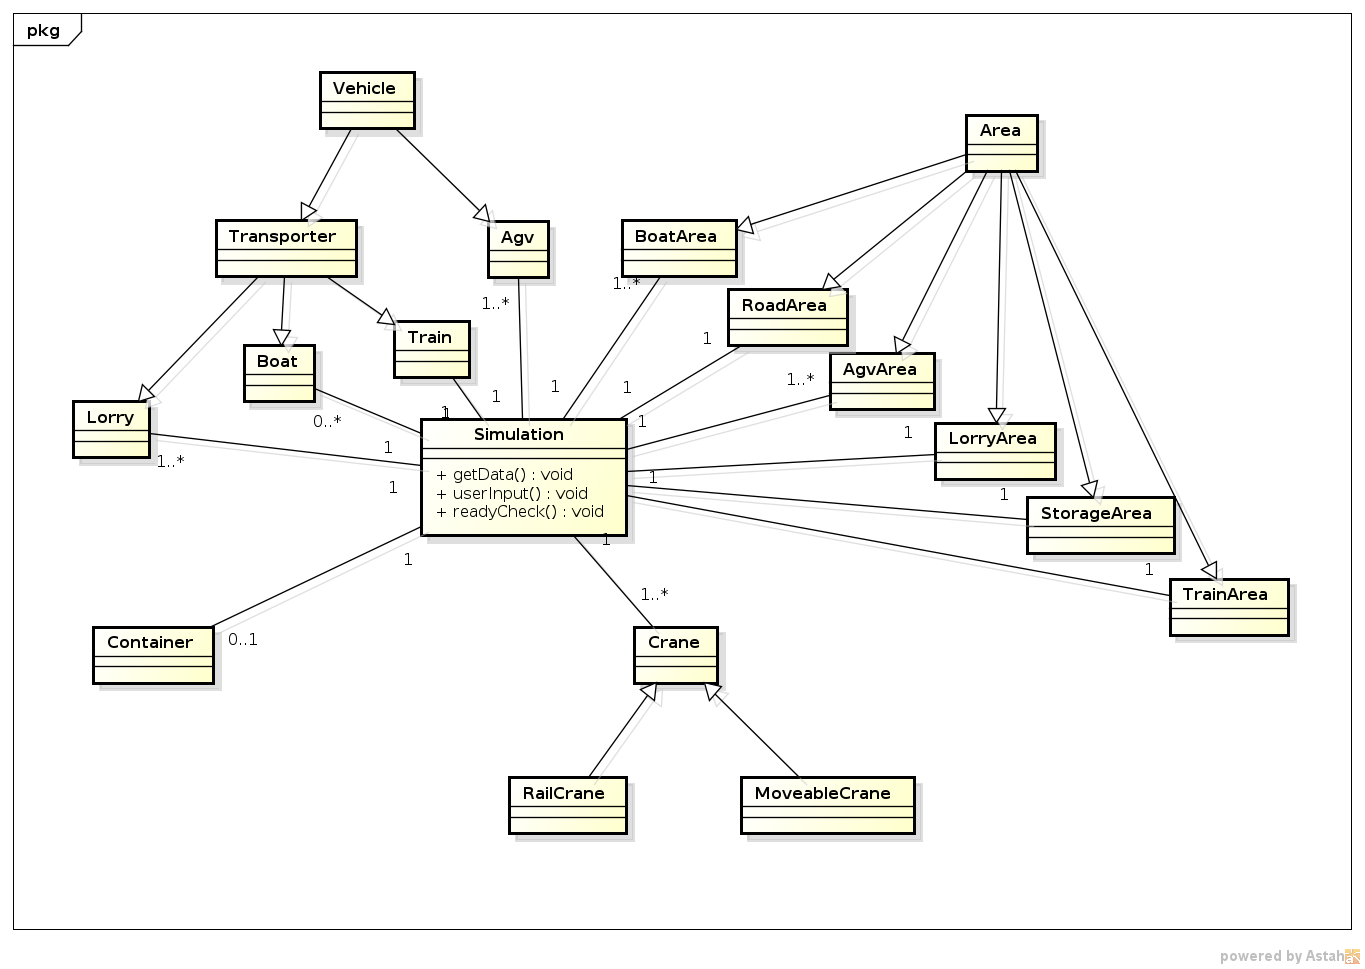 pkg
Vehicle
Area
Transporter
Agv
BoatArea
1..*
1..*
RoadArea
Train
1
Boat
AgvArea
1..*
1
1
1
Lorry
0..*
1
1
1
Simulation
1
LorryArea
1
1..*
+ getData() : void
1
+ userInput() : void
1
1
+ readyCheck() : void
StorageArea
1
1
1
1..*
TrainArea
Container
0..1
Crane
RailCrane
MoveableCrane
powered by Astah